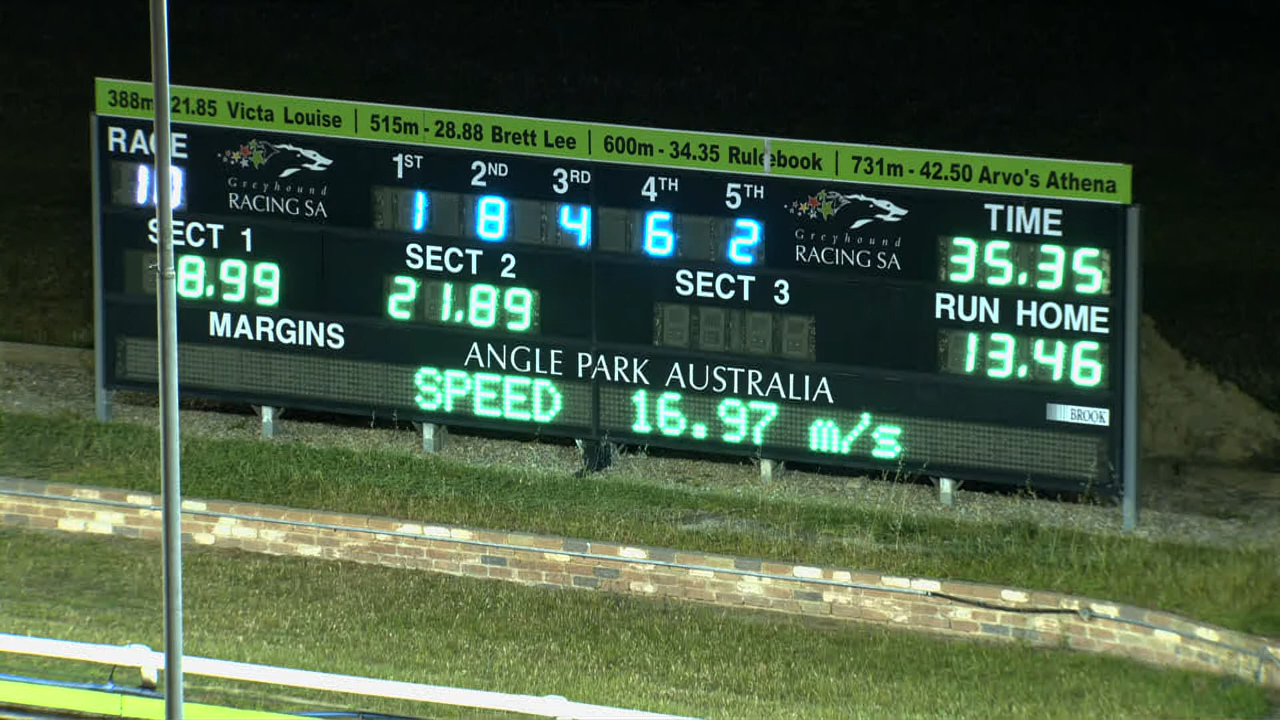 388m 21.85 Victa Louise | 515m - 28.88 Brett Lee | 600m - 34.35 Rulebook | 731m - 42.50 Arvo's Athena
RACE
Greyhound
RACING SA
1ST 2ND 3RD 4TH 5TH
1 8 4 6 2
Greyhound
RACING SA
TIME
35.35
SECT 1
8.99
SECT 2
21.89
SECT 3
RUN HOME
13.46
MARGINS
ANGLE PARK AUSTRALIA
SPEED 16.97 m/s
BROOK